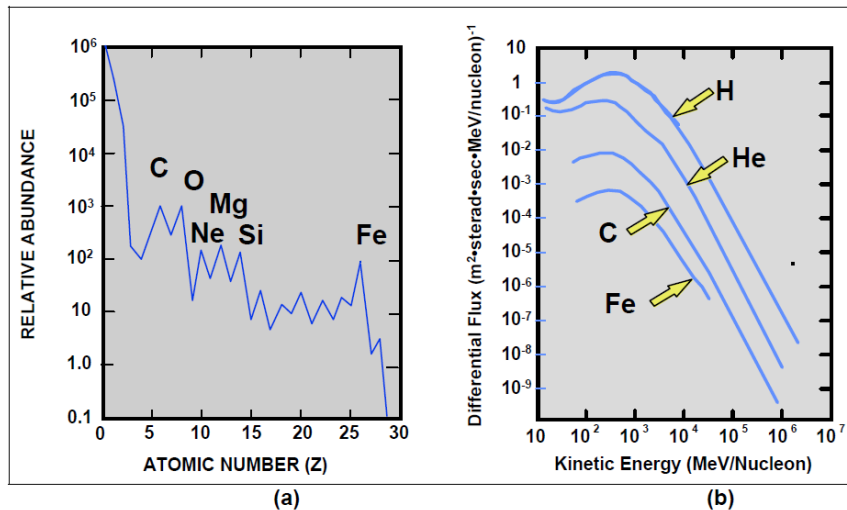 RELATIVE ABUNDANCE
10⁶
10⁵
10⁴
10³
10²
10
1.0
0.1
C
O
Mg
Ne
Si
Fe
0 5 10 15 20 25 30
ATOMIC NUMBER (Z)
(a)
Differential Flux (m²•sterad•sec•MeV/nucleon)⁻¹
10
1
10⁻¹
10⁻²
10⁻³
10⁻⁴
10⁻⁵
10⁻⁶
10⁻⁷
10⁻⁸
10⁻⁹
H
He
C
Fe
10 10² 10³ 10⁴ 10⁵ 10⁶ 10⁷
Kinetic Energy (MeV/Nucleon)
(b)